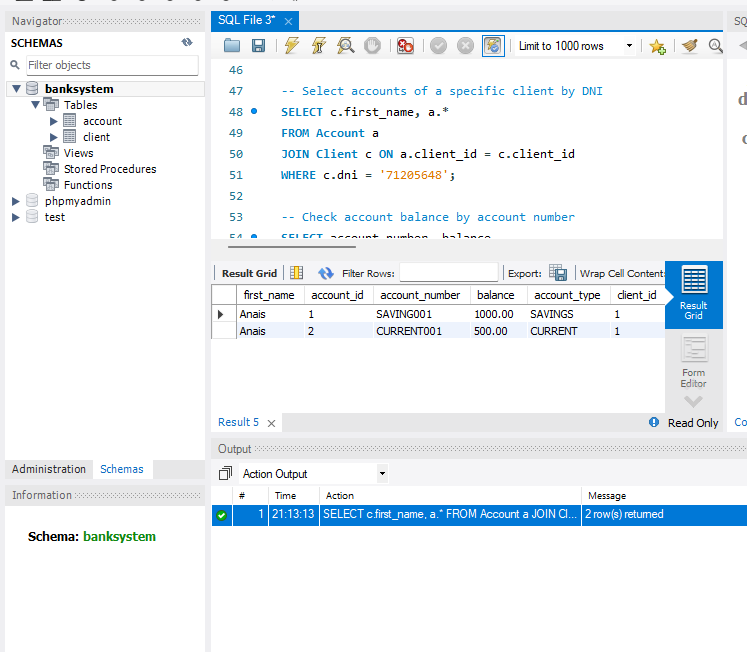 Navigator
SCHEMAS
Filter objects
banksystem
Tables
account
client
Views
Stored Procedures
Functions
phpmyadmin
test
Administration Schemas
Information
Schema: banksystem
SQL File 3*
Limit to 1000 rows
46
47 -- Select accounts of a specific client by DNI
48 SELECT c.first_name, a.*
49 FROM Account a
50 JOIN Client c ON a.client_id = c.client_id
51 WHERE c.dni = '71205648';
52
53 -- Check account balance by account number
54 SELECT account_number, balance
Result Grid Filter Rows: Export: Wrap Cell Content:
first_name account_id account_number balance account_type client_id
Anais 1 SAVING001 1000.00 SAVINGS 1
Anais 2 CURRENT001 500.00 CURRENT 1
Result Grid
Form Editor
Result 5
Read Only
Output
Action Output
# Time Action Message
1 21:13:13 SELECT c.first_name, a.* FROM Account a JOIN Cl... 2 row(s) returned
SQ
d
c
Co